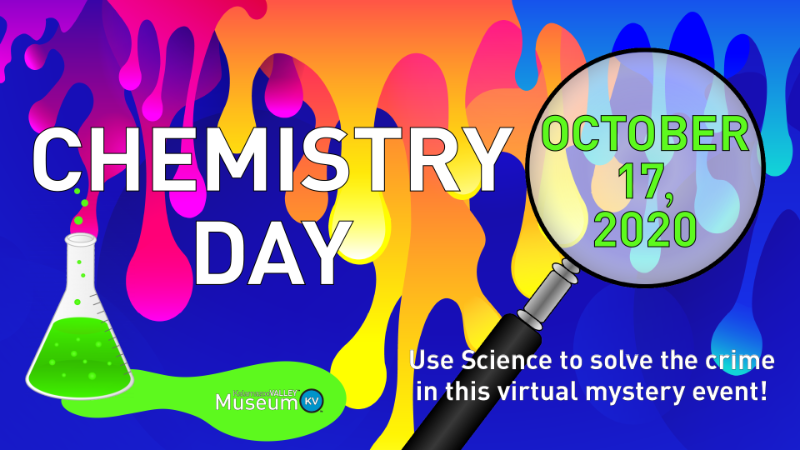 CHEMISTRY
DAY
OCTOBER
17,
2020
Use Science to solve the crime
in this virtual mystery event!
Kalamazoo VALLEY
Museum KV